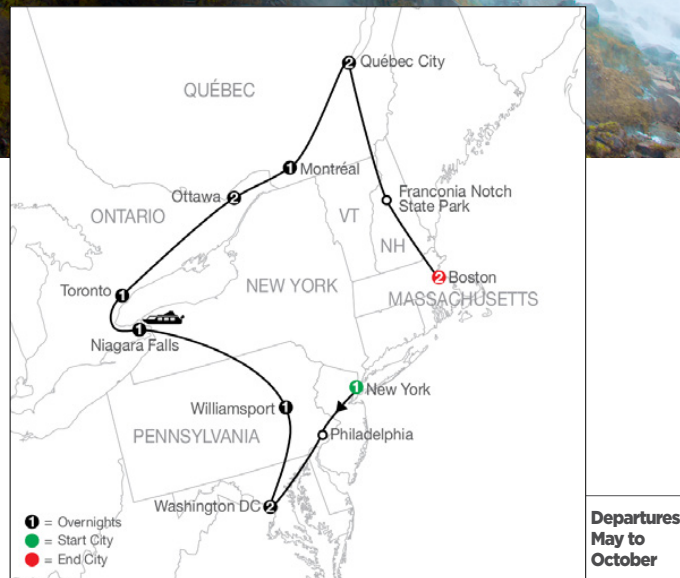 2 Québec City
QUÉBEC
1 Montréal
Ottawa 2
Franconia Notch
State Park
ONTARIO
VT
NH
2 Boston
NEW YORK
MASSACHUSETTS
Toronto 1
1
Niagara Falls
1 New York
Williamsport 1
Philadelphia
PENNSYLVANIA
Washington DC 2
1 = Overnights
= Start City
= End City
Departures
May to
October